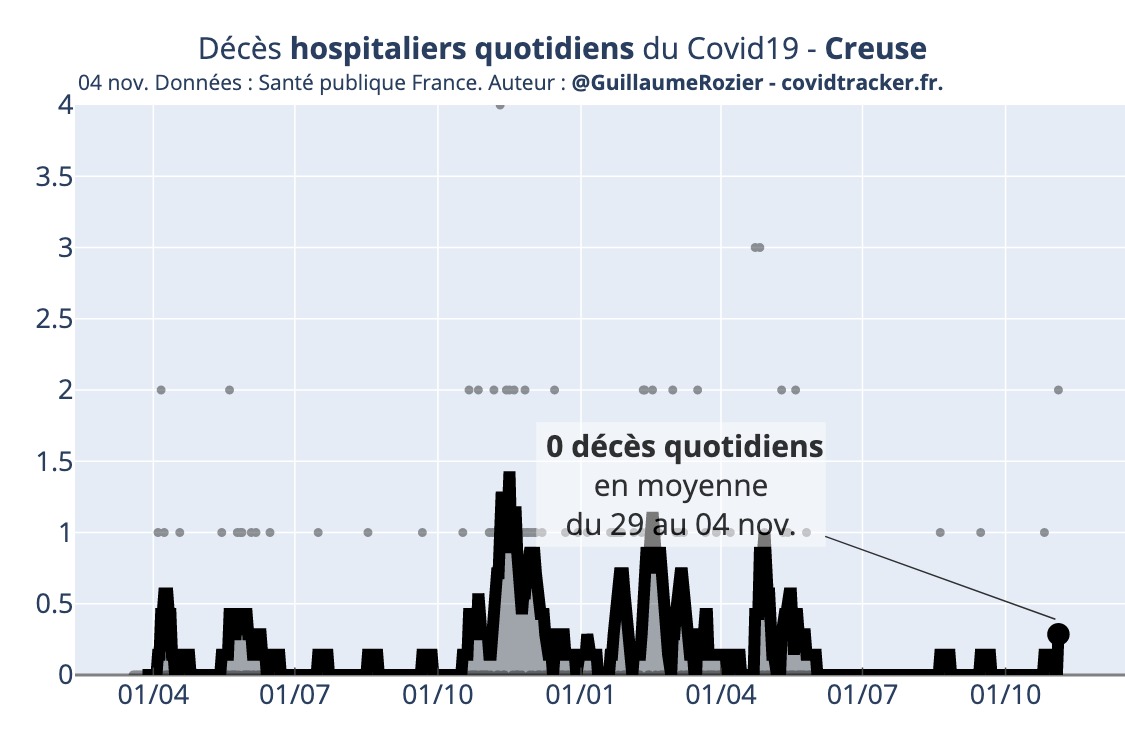 Décès hospitaliers quotidiens du Covid19 - Creuse
04 nov. Données : Santé publique France. Auteur : @GuillaumeRozier - covidtracker.fr.
4
3.5
3
2.5
2
1.5
1
0.5
0
0 décès quotidiens
en moyenne
du 29 au 04 nov.
01/04 01/07 01/10 01/01 01/04 01/07 01/10